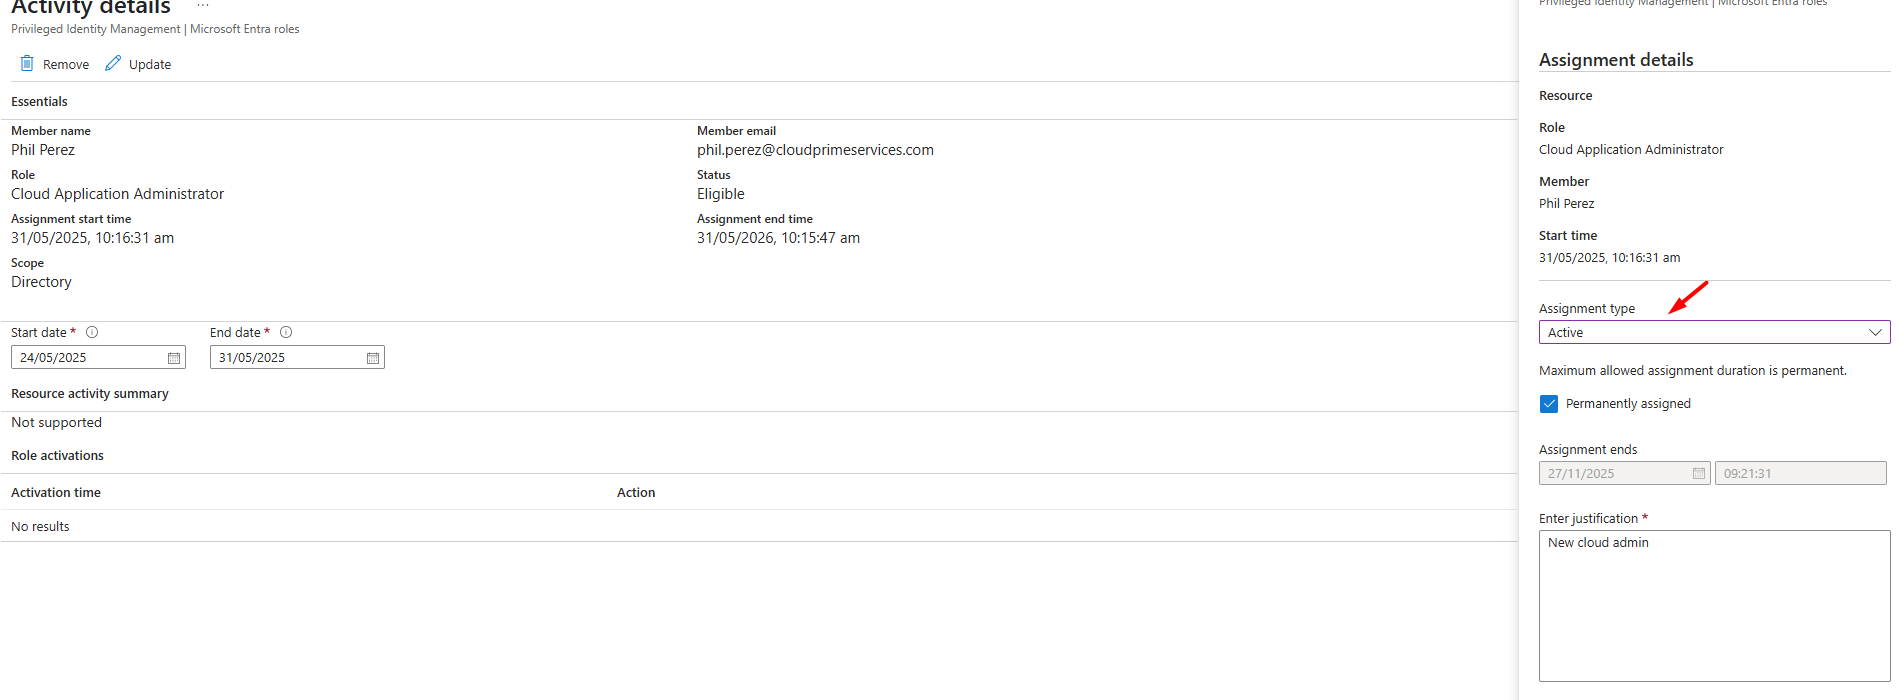 Activity details ...
Privileged Identity Management | Microsoft Entra roles
Remove
Update
Essentials
Member name
Phil Perez
Member email
phil.perez@cloudprimeservices.com
Role
Cloud Application Administrator
Status
Eligible
Assignment start time
31/05/2025, 10:16:31 am
Assignment end time
31/05/2026, 10:15:47 am
Scope
Directory
Start date *
End date *
24/05/2025
31/05/2025
Resource activity summary
Not supported
Role activations
Activation time
Action
No results
Privileged Identity Management | Microsoft Entra roles
Assignment details
Resource
Role
Cloud Application Administrator
Member
Phil Perez
Start time
31/05/2025, 10:16:31 am
Assignment type
Active
Maximum allowed assignment duration is permanent.
Permanently assigned
Assignment ends
27/11/2025
09:21:31
Enter justification *
New cloud admin